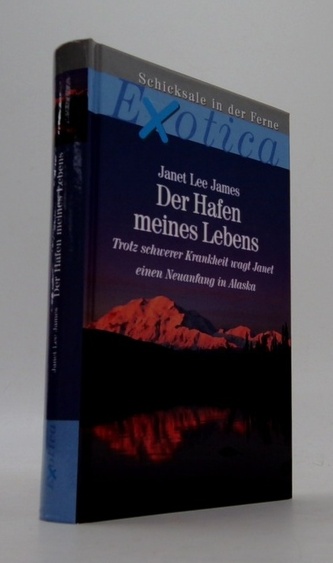 Schicksale in der Ferne
Exotica
Janet Lee James
Der Hafen
meines Lebens
Trotz schwerer Krankheit wagt Janet
einen Neuanfang in Alaska
Janet Lee James Der Hafen meines Lebens
Exotica